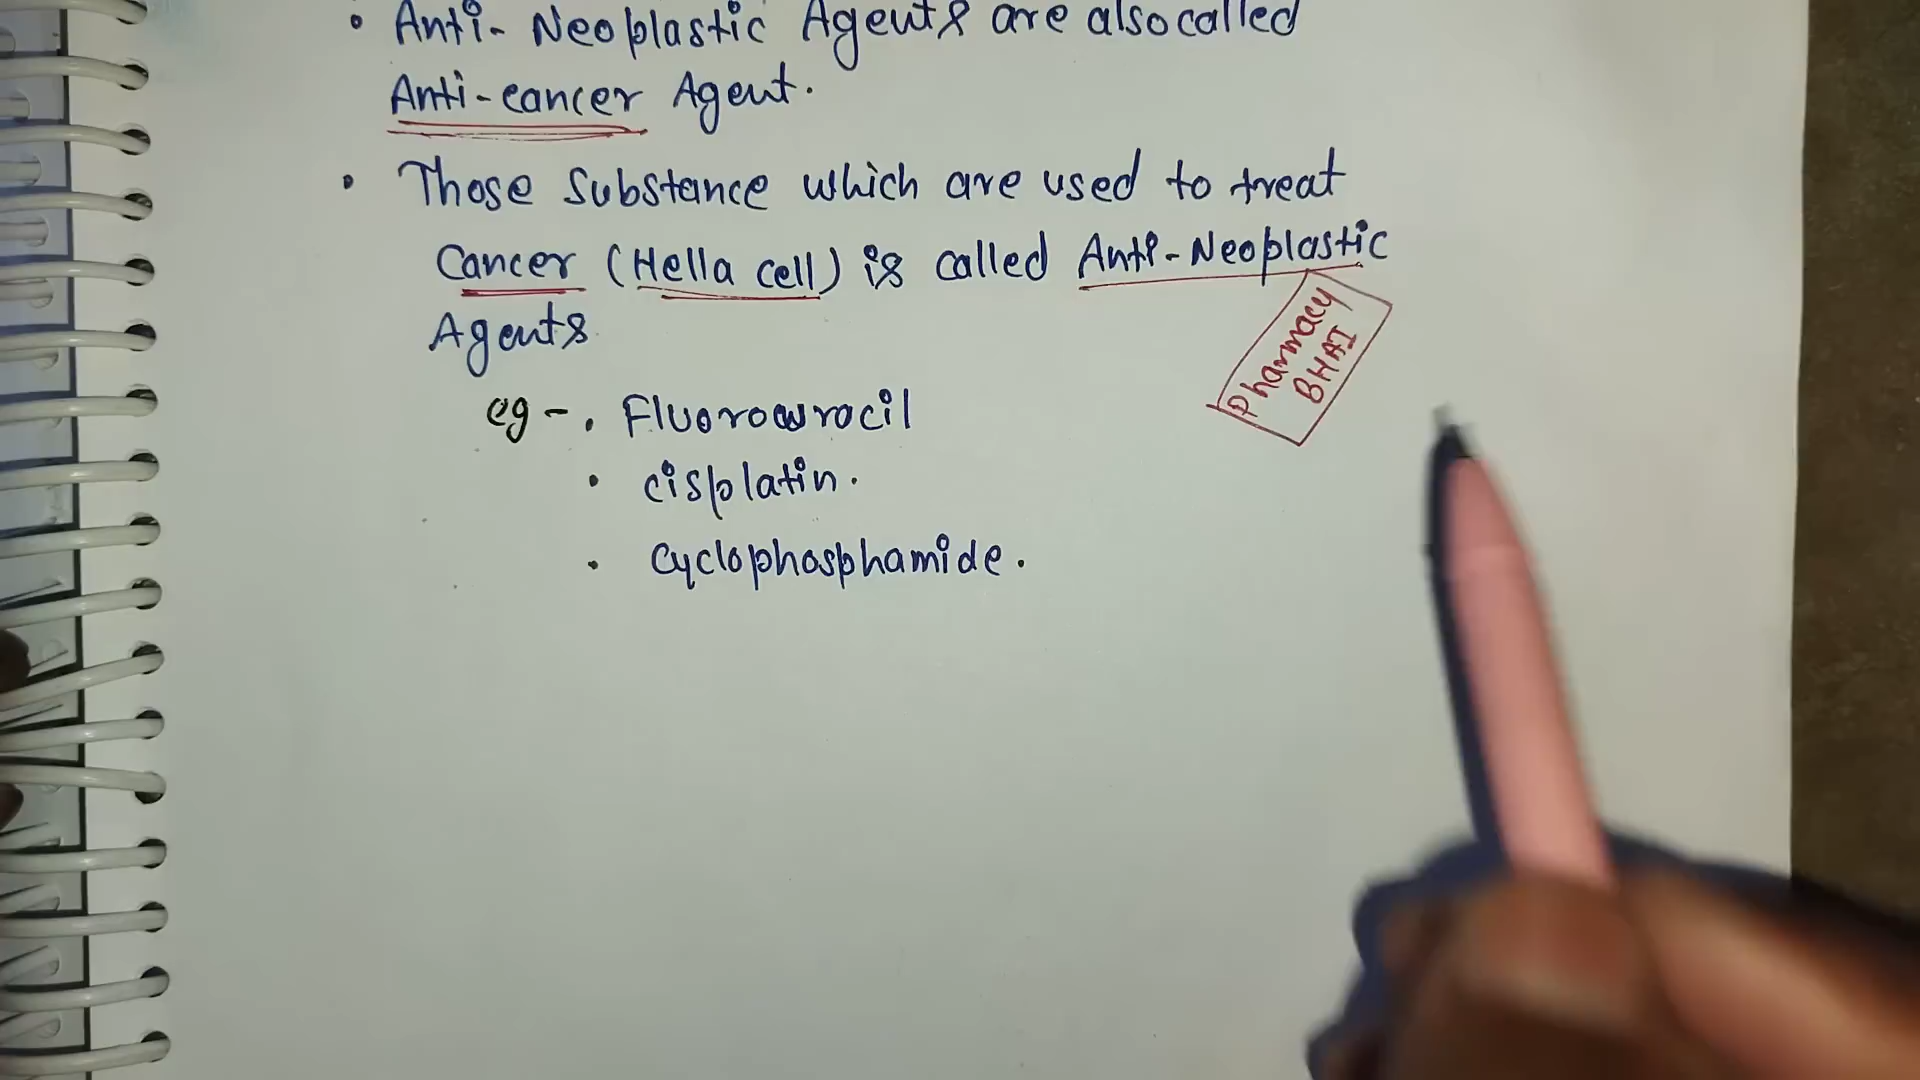 • Anti-Neoplastic Agents are also called
Anti-cancer Agent.
• Those Substance which are used to treat
Cancer (Hella cell) is called Anti-Neoplastic
Agents
eg - • Fluorouracil
• cisplatin.
• Cyclophosphamide.
Pharmacy
BHAI